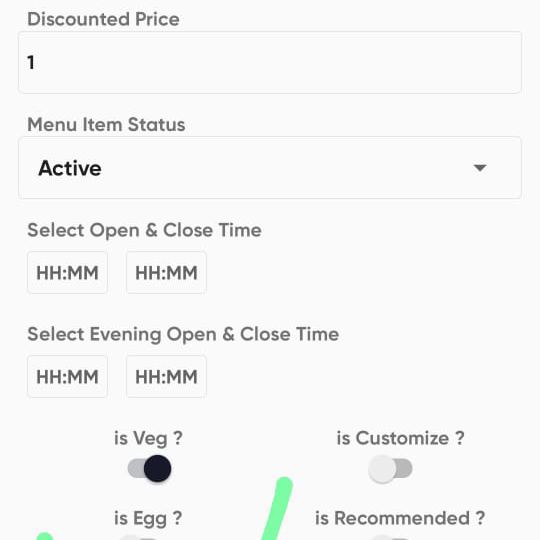 Discounted Price
1
Menu Item Status
Active
Select Open & Close Time
HH:MM HH:MM
Select Evening Open & Close Time
HH:MM HH:MM
is Veg ? is Customize ?
is Egg ? is Recommended ?